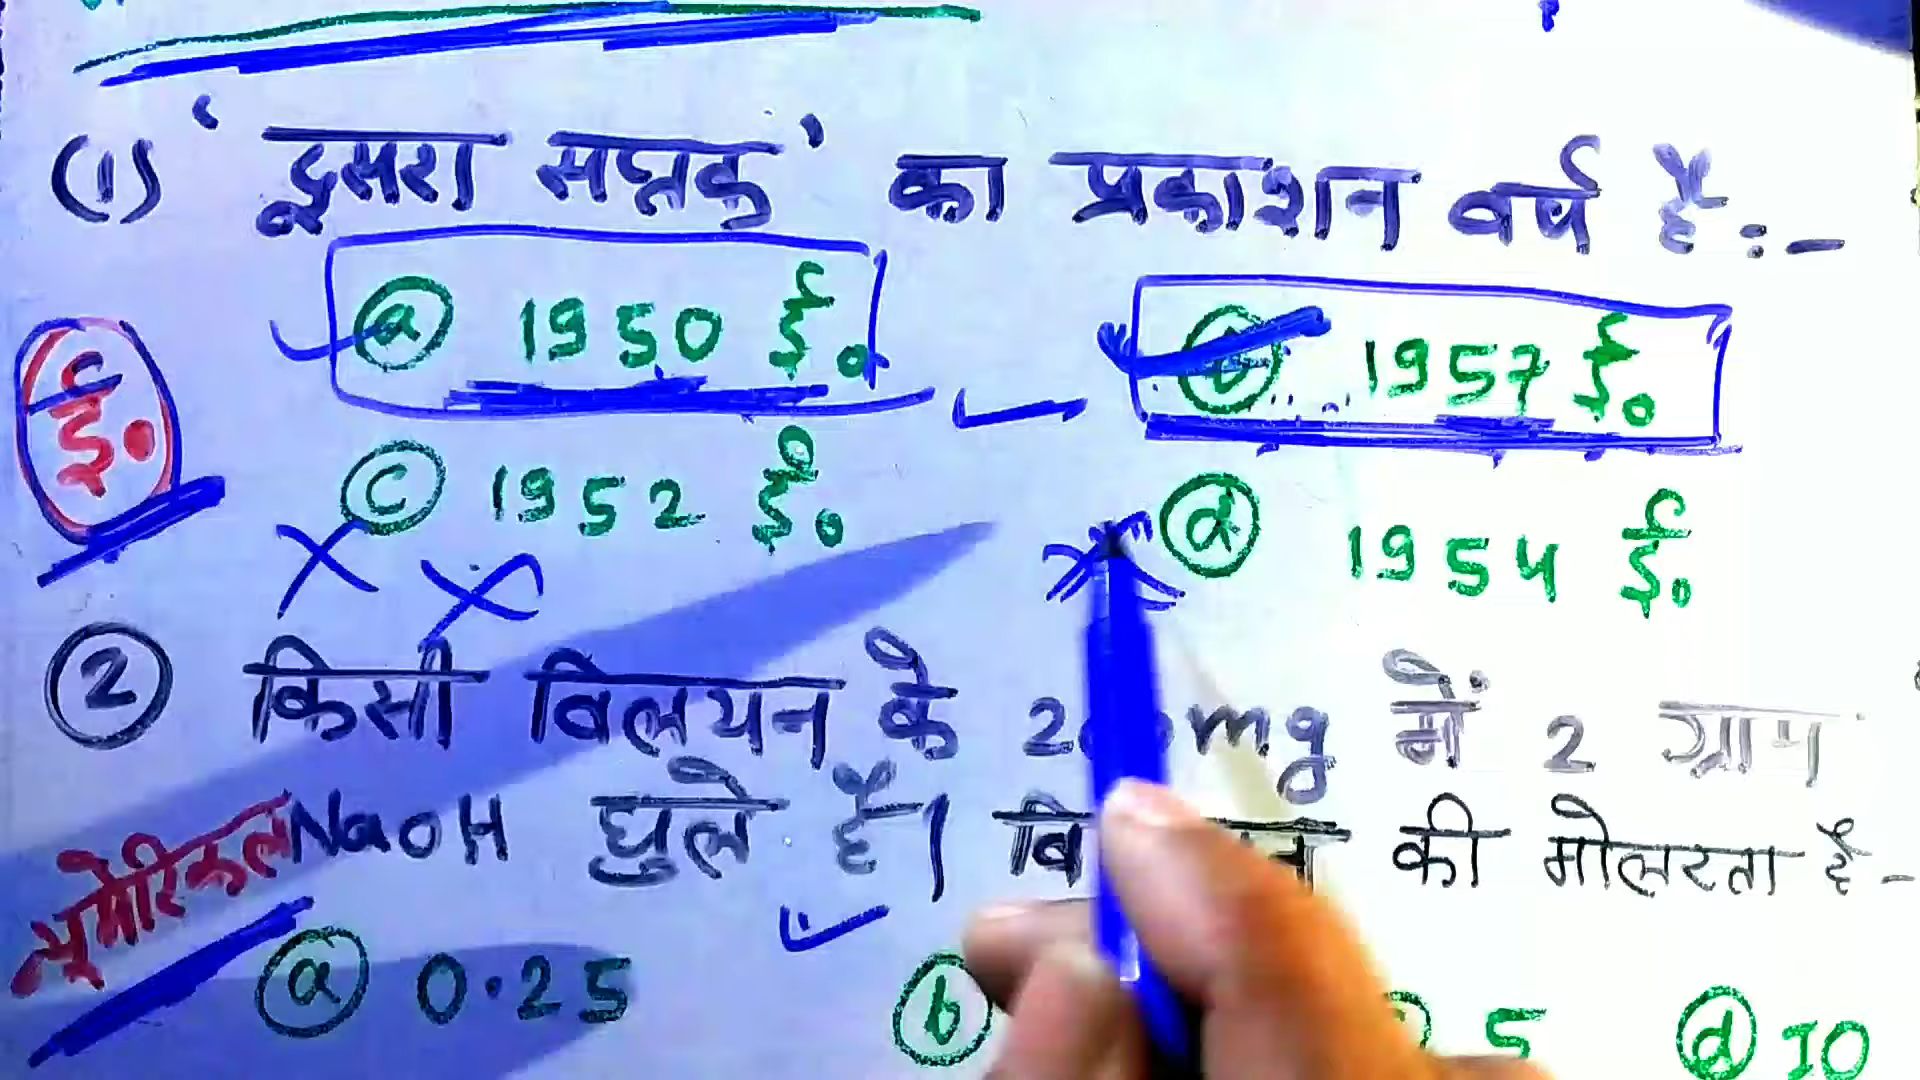 (1) 'दूसरा सप्तक' का प्रकाशन वर्ष है:-
(a) 1950 ई० (b) 1957 ई०
ई०
(c) 1952 ई० (d) 1954 ई०
(2) किसी विलयन के mg में 2 ग्राम
NaOH घुले हैं। की मोलरता है-
न्यूमेरिकल
(a) 0.25 (b) 5 (d) 10